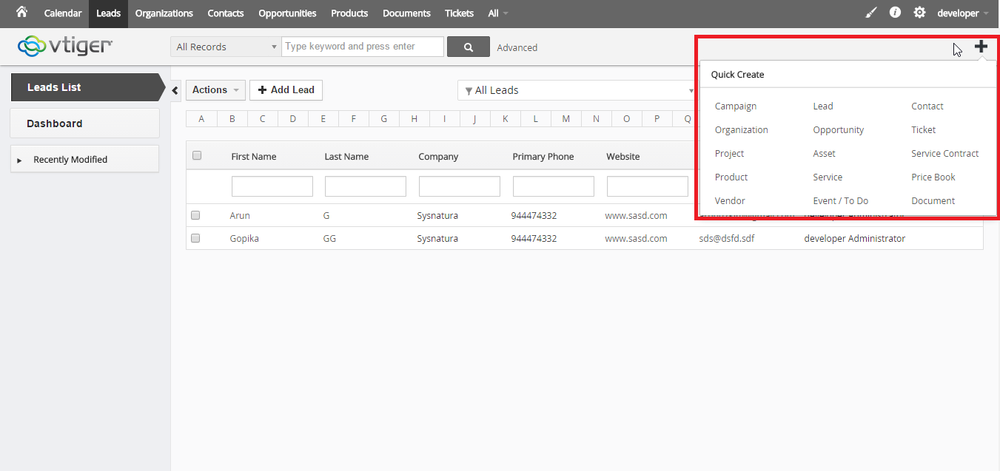 Calendar Leads Organizations Contacts Opportunities Products Documents Tickets All developer
vtiger All Records Type keyword and press enter Advanced
Quick Create
Campaign Lead Contact
Organization Opportunity Ticket
Project Asset Service Contract
Product Service Price Book
Vendor Event / To Do Document
Leads List
Dashboard
Recently Modified
Actions Add Lead All Leads
A B C D E F G H I J K L M N O P Q
First Name Last Name Company Primary Phone Website
Arun G Sysnatura 944474332 www.sasd.com developer Administrator
Gopika GG Sysnatura 944474332 www.sasd.com sds@dsfd.sdf developer Administrator